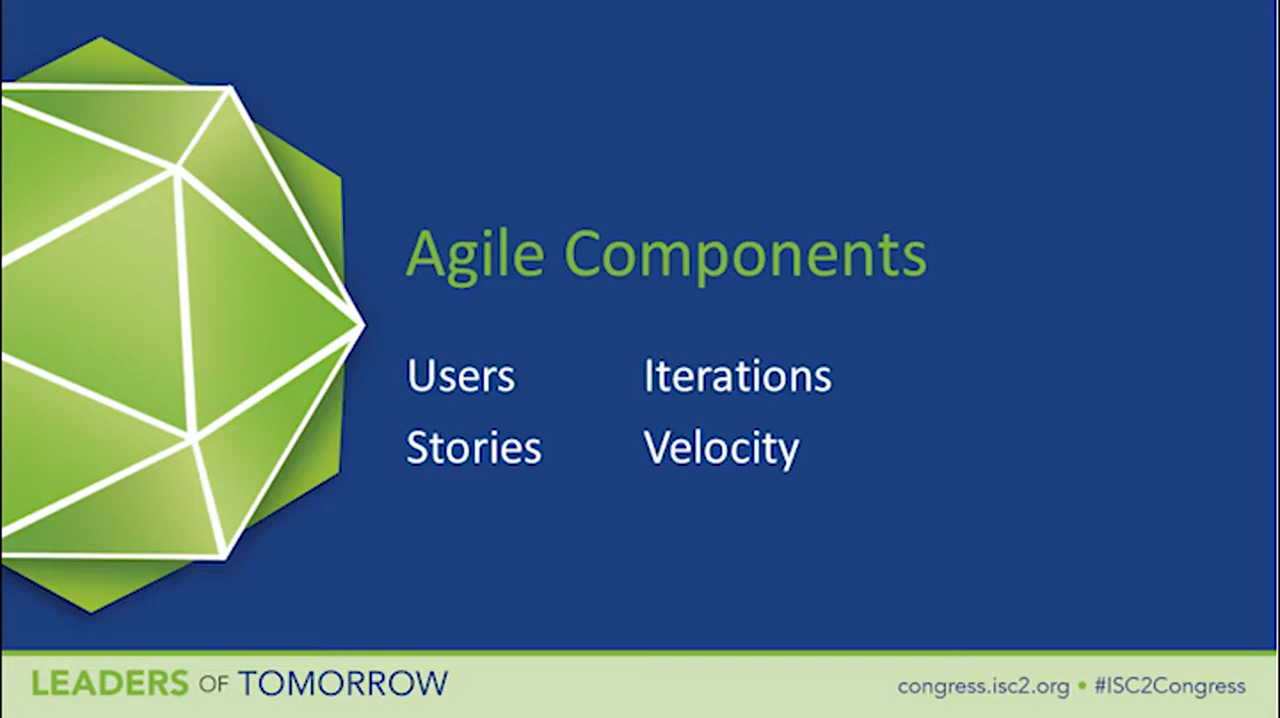 Agile Components
Users Iterations
Stories Velocity
LEADERS OF TOMORROW
congress.isc2.org • #ISC2Congress